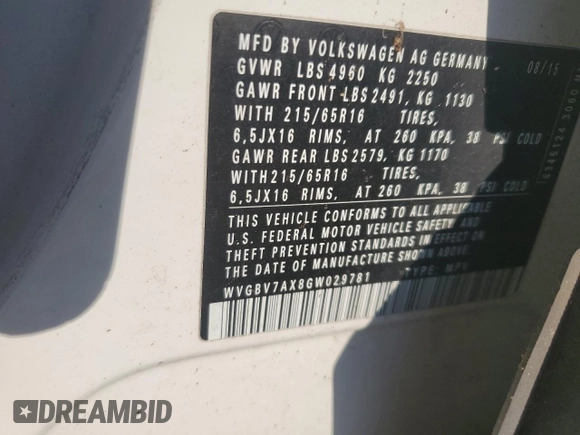 MFD BY VOLKSWAGEN AG GERMANY 08/15
GVWR LBS 4960 KG 2250
GAWR FRONT LBS 2491, KG 1130
WITH 215/65R16 TIRES,
6,5JX16 RIMS, AT 260 KPA, 38 PSI COLD
GAWR REAR LBS 2579, KG 1170
WITH 215/65R16 TIRES,
6,5JX16 RIMS, AT 260 KPA, 38 PSI COLD
THIS VEHICLE CONFORMS TO ALL APPLICABLE
U.S. FEDERAL MOTOR VEHICLE SAFETY AND
THEFT PREVENTION STANDARDS IN EFFECT ON
THE DATE OF MANUFACTURE SHOWN
WVGBV7AX8GW029781 TYPE: MPV
DREAMBID